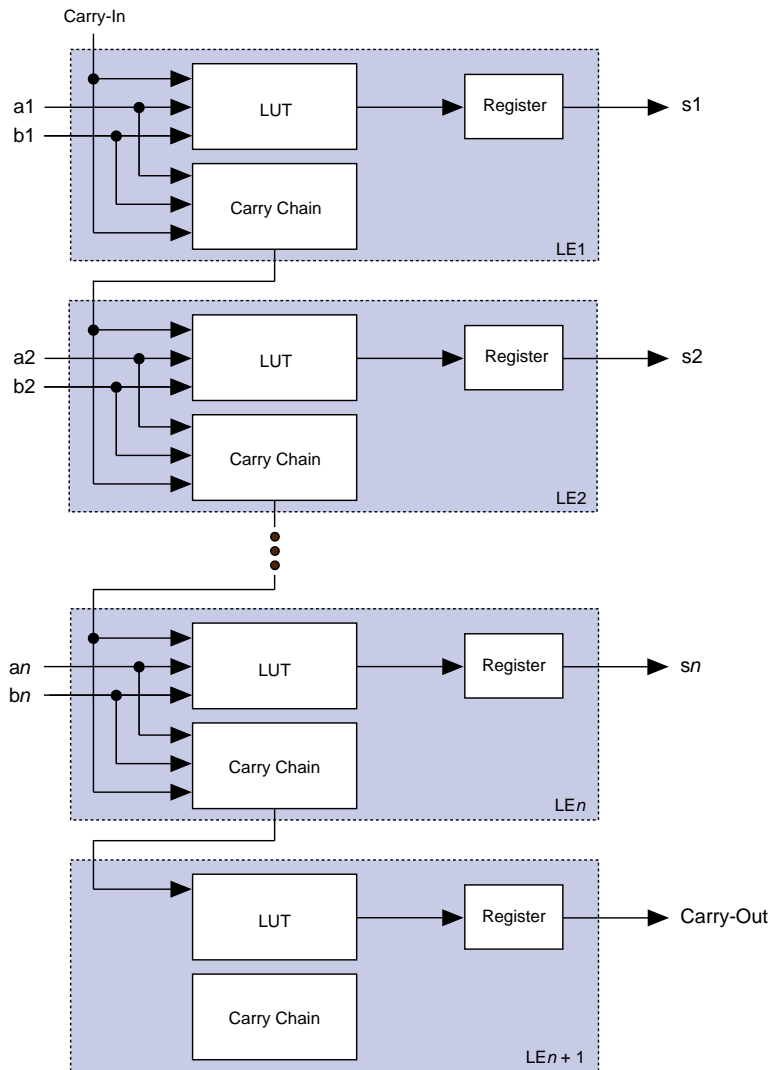 Carry-In
a1
b1
LUT
Register
s1
Carry Chain
LE1
a2
b2
LUT
Register
s2
Carry Chain
LE2
an
bn
LUT
Register
sn
Carry Chain
LEn
LUT
Register
Carry-Out
Carry Chain
LEn + 1